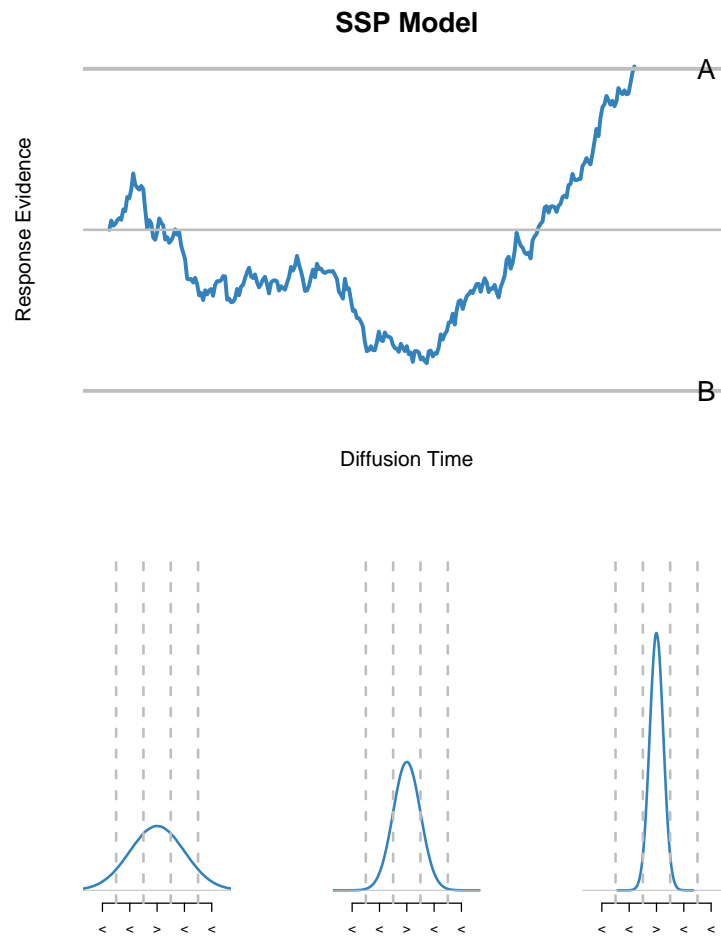 SSP Model
A
Response Evidence
B
Diffusion Time
< < > < <
< < > < <
< < > < <